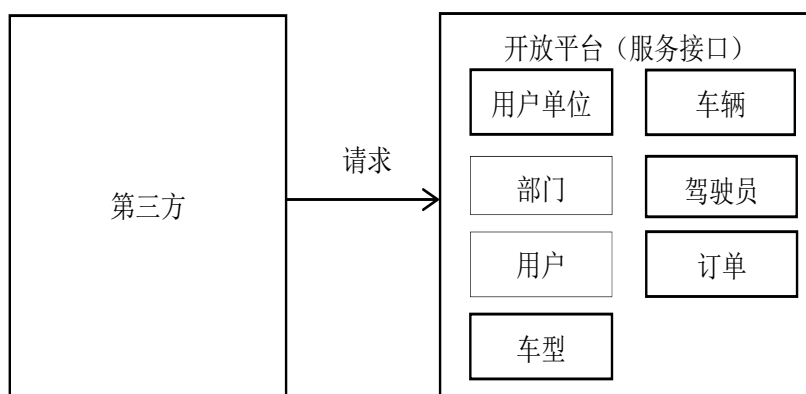 开放平台（服务接口）
用户单位
车辆
请求
部门
驾驶员
第三方
用户
订单
车型